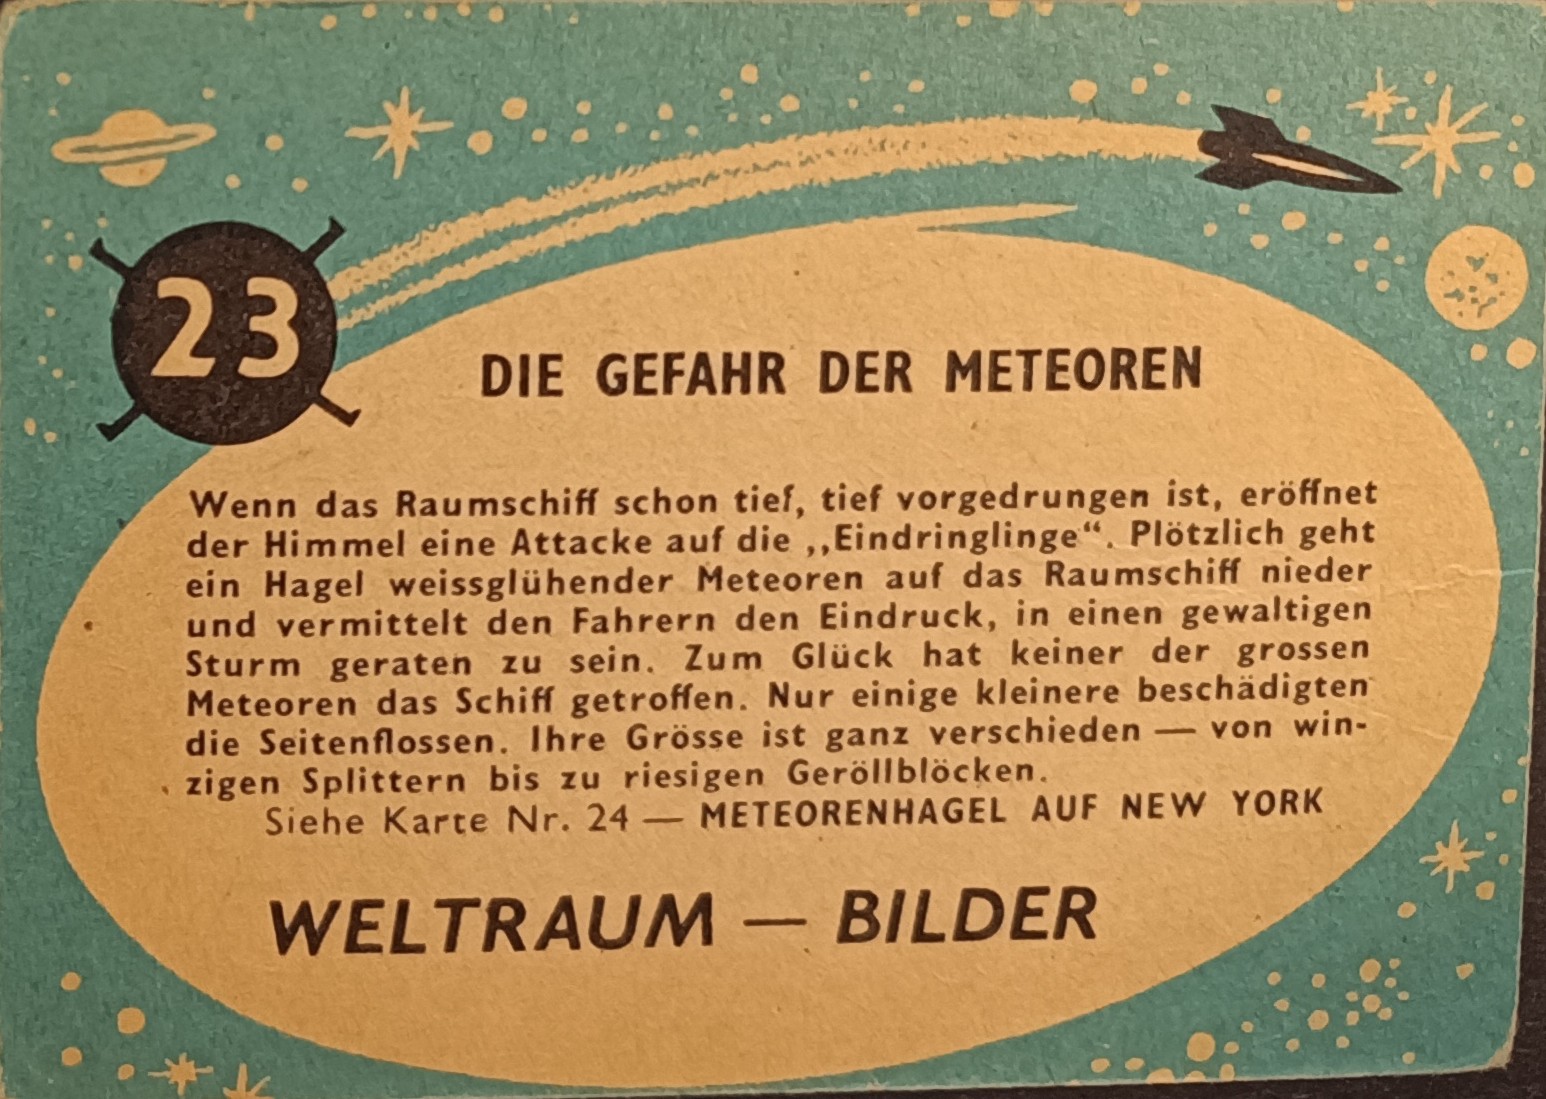 23
DIE GEFAHR DER METEOREN
Wenn das Raumschiff schon tief, tief vorgedrungen ist, eröffnet
der Himmel eine Attacke auf die ,,Eindringlinge“. Plötzlich geht
ein Hagel weissglühender Meteoren auf das Raumschiff nieder
und vermittelt den Fahrern den Eindruck, in einen gewaltigen
Sturm geraten zu sein. Zum Glück hat keiner der grossen
Meteoren das Schiff getroffen. Nur einige kleinere beschädigten
die Seitenflossen. Ihre Grösse ist ganz verschieden — von win-
zigen Splittern bis zu riesigen Geröllblöcken.
Siehe Karte Nr. 24 — METEORENHAGEL AUF NEW YORK
WELTRAUM — BILDER